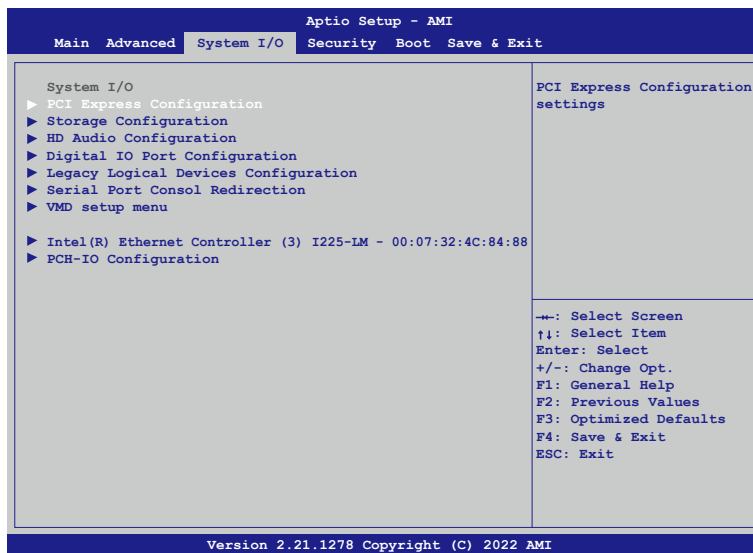 Aptio Setup - AMI
Main Advanced System I/O Security Boot Save & Exit
System I/O
▶ PCI Express Configuration
▶ Storage Configuration
▶ HD Audio Configuration
▶ Digital IO Port Configuration
▶ Legacy Logical Devices Configuration
▶ Serial Port Consol Redirection
▶ VMD setup menu
▶ Intel(R) Ethernet Controller (3) I225-LM - 00:07:32:4C:84:88
▶ PCH-IO Configuration
PCI Express Configuration
settings
→←: Select Screen
↑↓: Select Item
Enter: Select
+/-: Change Opt.
F1: General Help
F2: Previous Values
F3: Optimized Defaults
F4: Save & Exit
ESC: Exit
Version 2.21.1278 Copyright (C) 2022 AMI